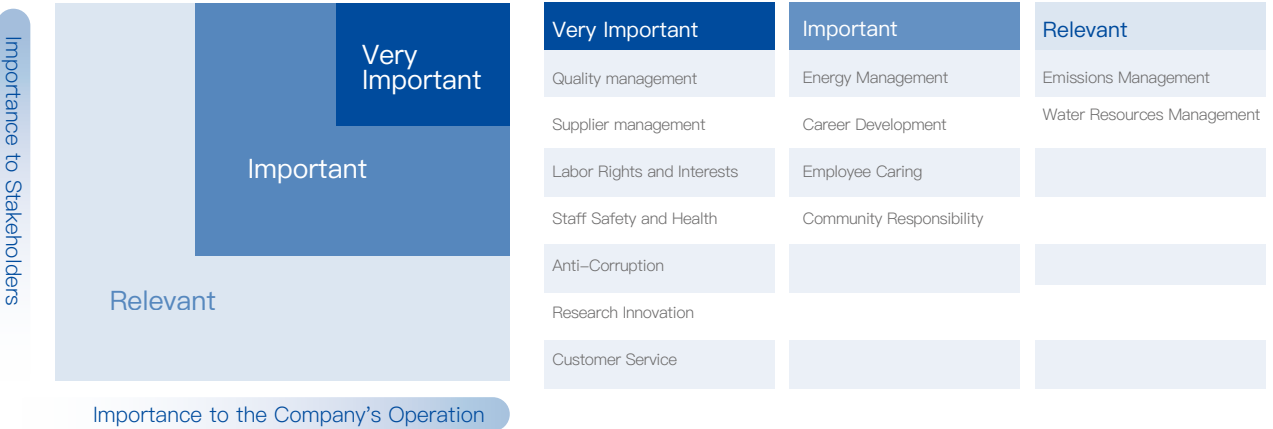 Importance to Stakeholders
Very
Important
Important
Relevant
Importance to the Company's Operation
Very Important
Quality management
Supplier management
Labor Rights and Interests
Staff Safety and Health
Anti-Corruption
Research Innovation
Customer Service
Important
Energy Management
Career Development
Employee Caring
Community Responsibility
Relevant
Emissions Management
Water Resources Management